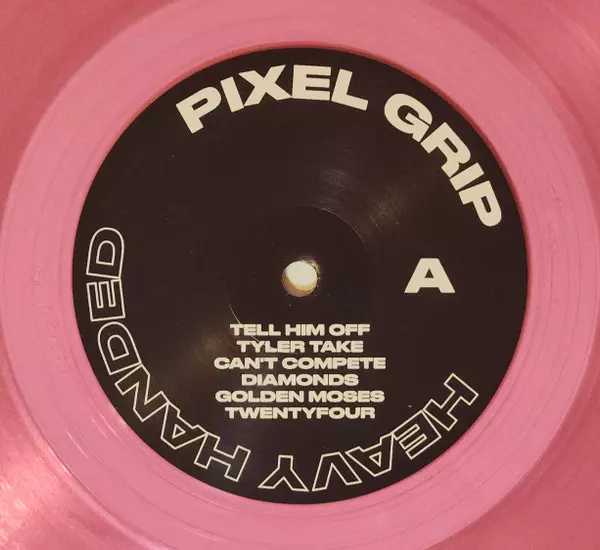 PIXEL GRIP
A
TELL HIM OFF
TYLER TAKE
CAN'T COMPETE
DIAMONDS
GOLDEN MOSES
TWENTYFOUR
HEAVY HANDED